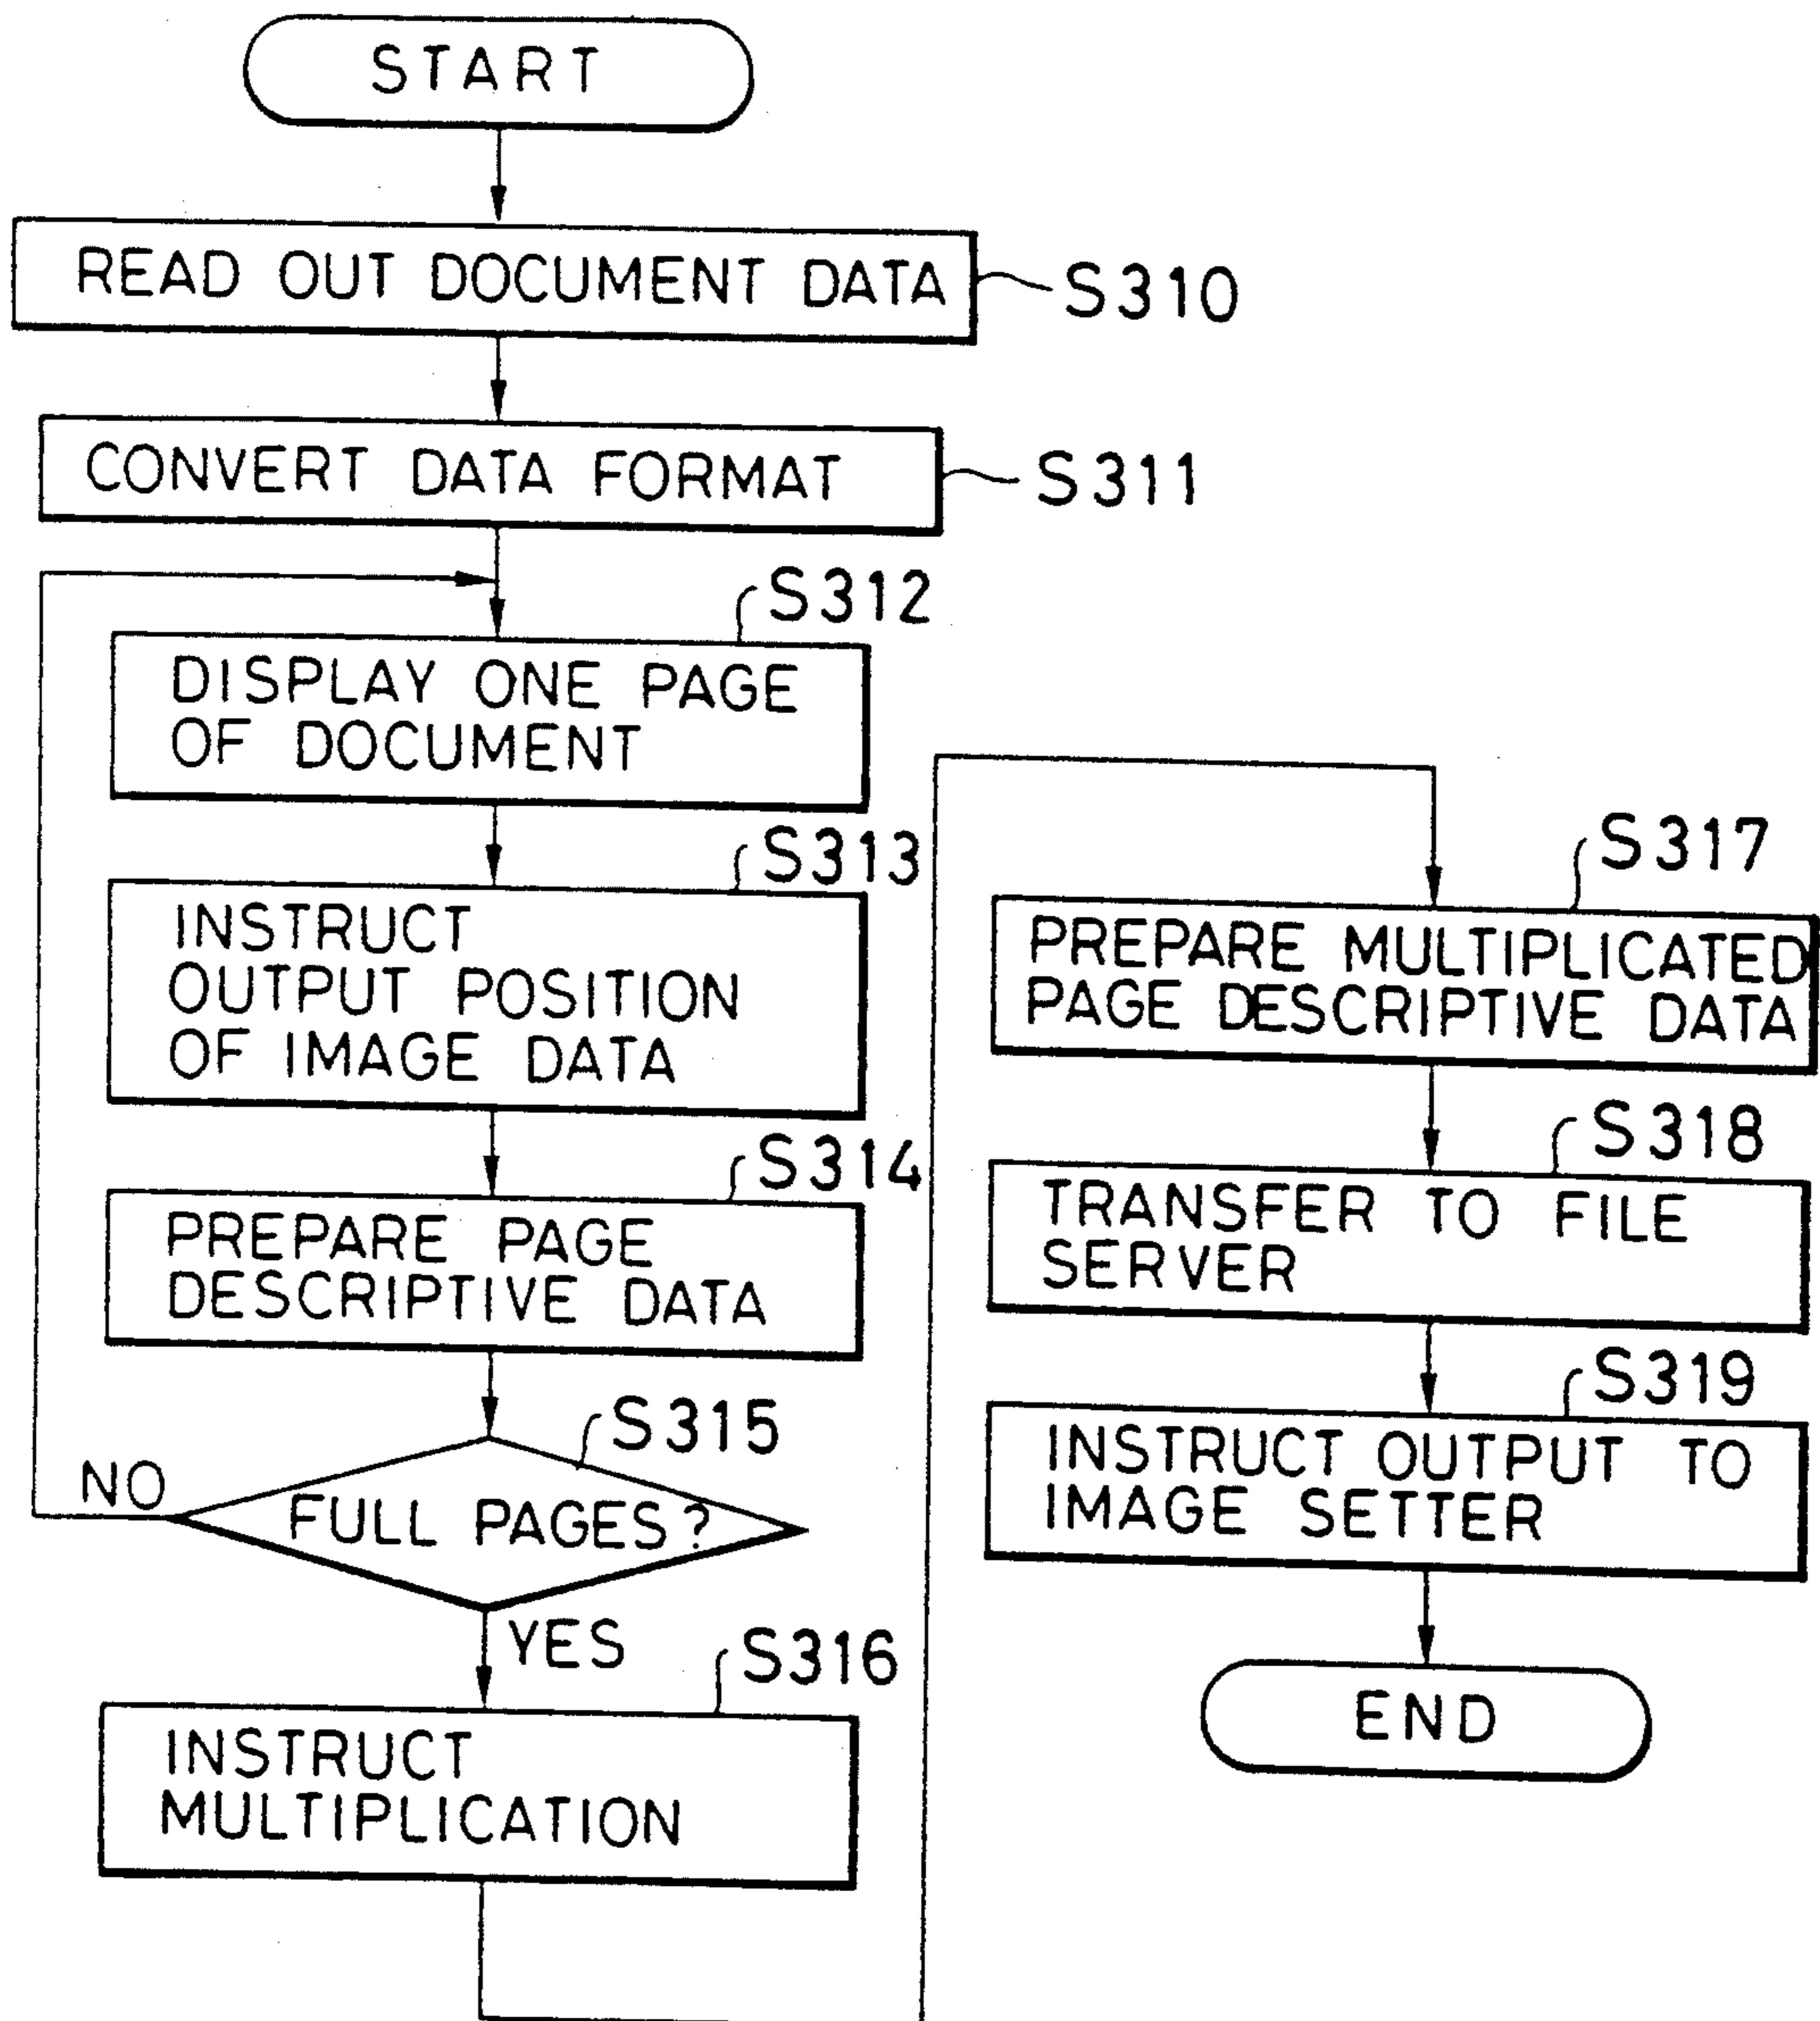 START
READ OUT DOCUMENT DATA
S310
CONVERT DATA FORMAT
S311
S312
DISPLAY ONE PAGE
OF DOCUMENT
S313
INSTRUCT
OUTPUT POSITION
OF IMAGE DATA
S314
PREPARE PAGE
DESCRIPTIVE DATA
S315
NO
FULL PAGES?
YES
S316
INSTRUCT
MULTIPLICATION
S317
PREPARE MULTIPLICATED
PAGE DESCRIPTIVE DATA
S318
TRANSFER TO FILE
SERVER
S319
INSTRUCT OUTPUT TO
IMAGE SETTER
END